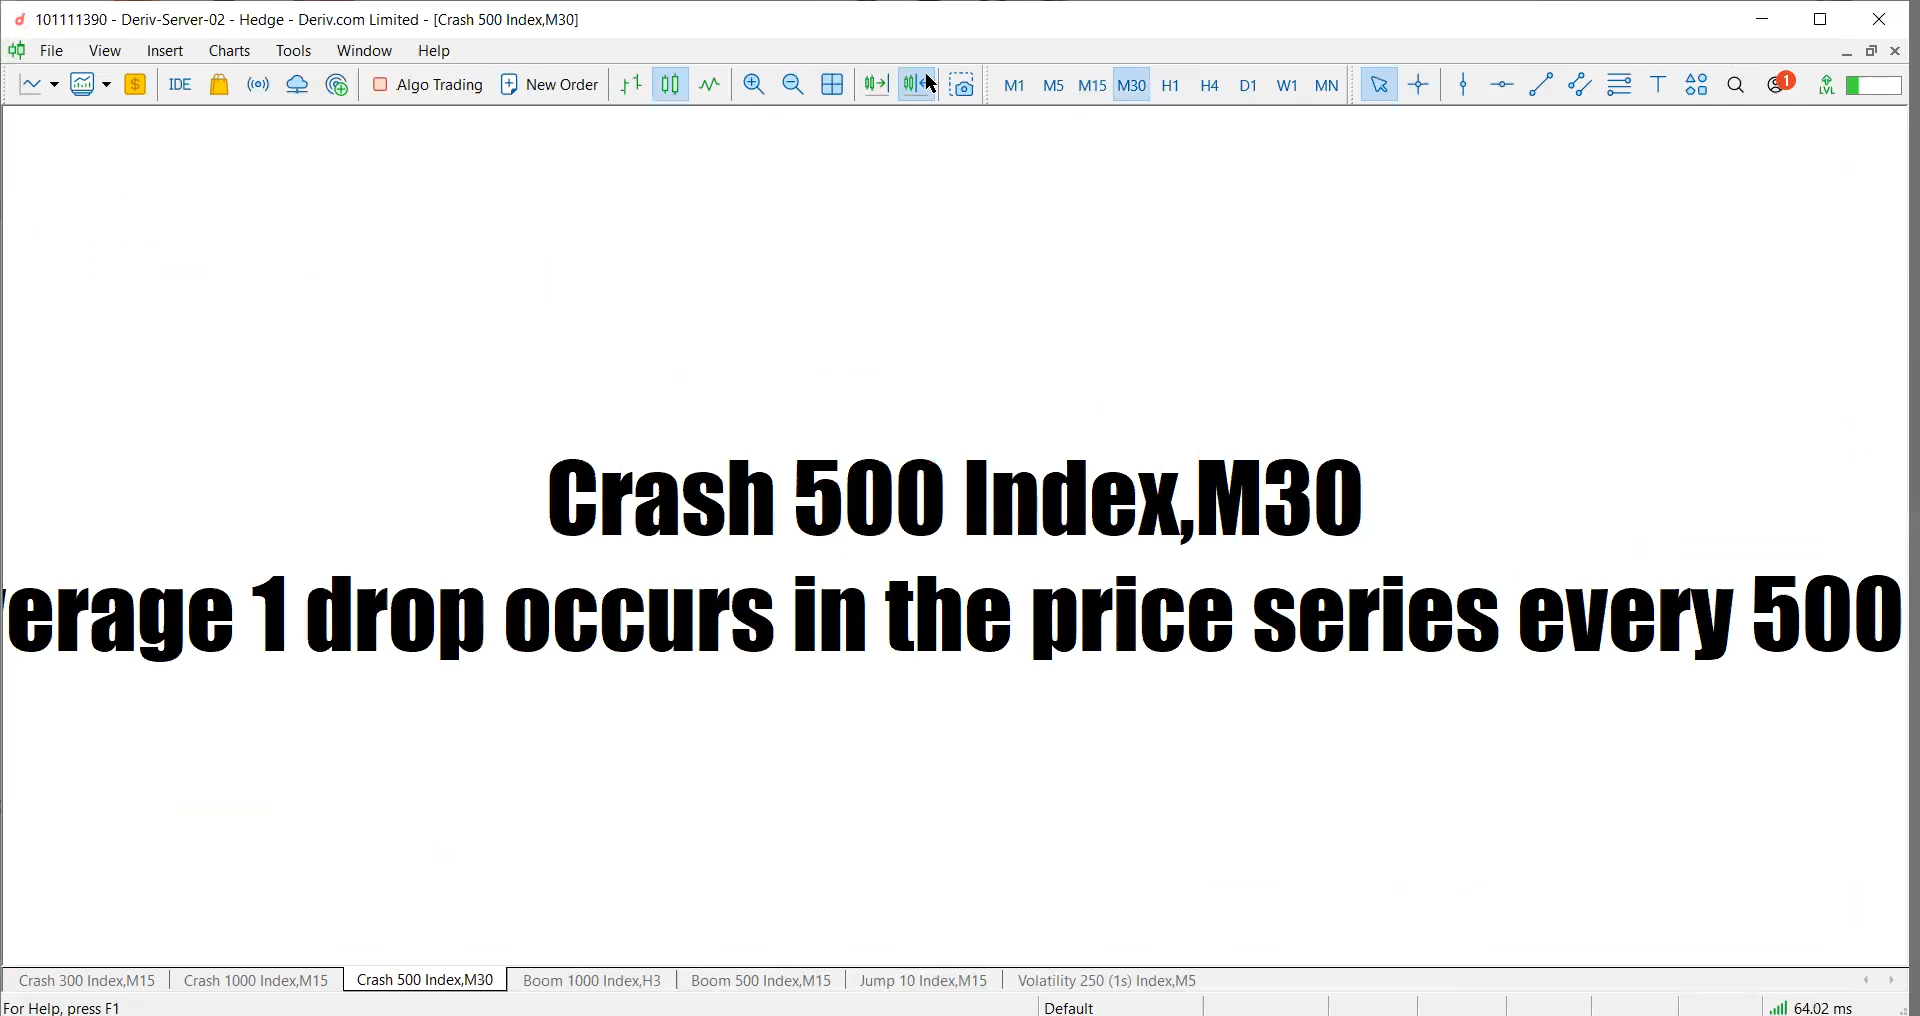 101111390 - Deriv-Server-02 - Hedge - Deriv.com Limited - [Crash 500 Index,M30]
File View Insert Charts Tools Window Help
IDE Algo Trading New Order M1 M5 M15 M30 H1 H4 D1 W1 MN T 1 LVL
Crash 500 Index,M30
erage 1 drop occurs in the price series every 500
Crash 300 Index,M15 Crash 1000 Index,M15 Crash 500 Index,M30 Boom 1000 Index,H3 Boom 500 Index,M15 Jump 10 Index,M15 Volatility 250 (1s) Index,M5
For Help, press F1 Default 64.02 ms